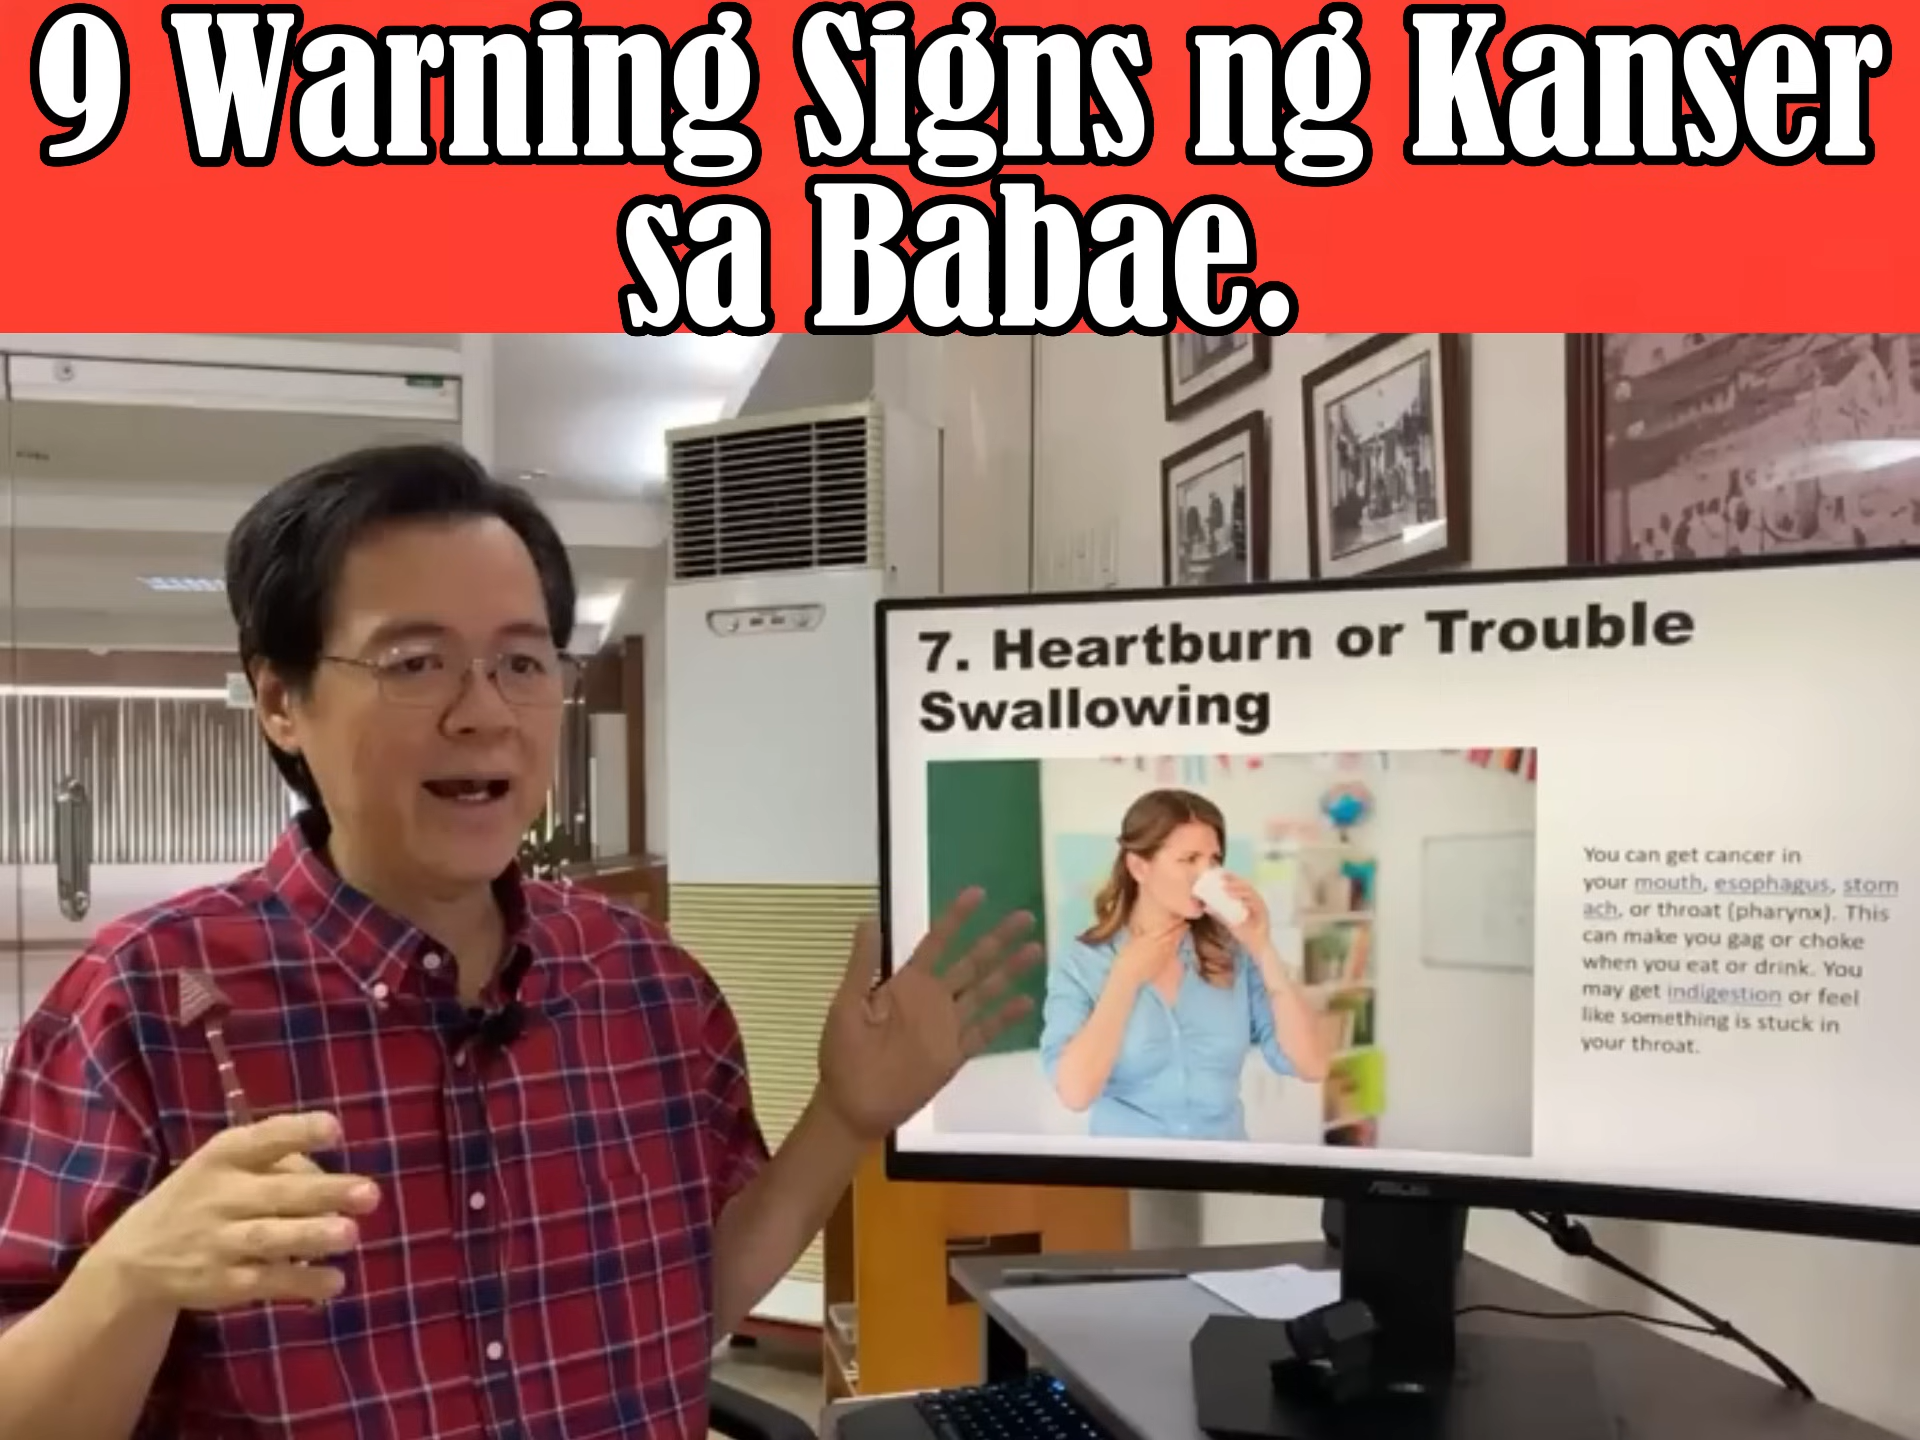 9 Warning Signs ng Kanser
sa Babae.
7. Heartburn or Trouble
Swallowing
You can get cancer in
your mouth, esophagus, stom
ach, or throat (pharynx). This
can make you gag or choke
when you eat or drink. You
may get indigestion or feel
like something is stuck in
your throat.
ASUS